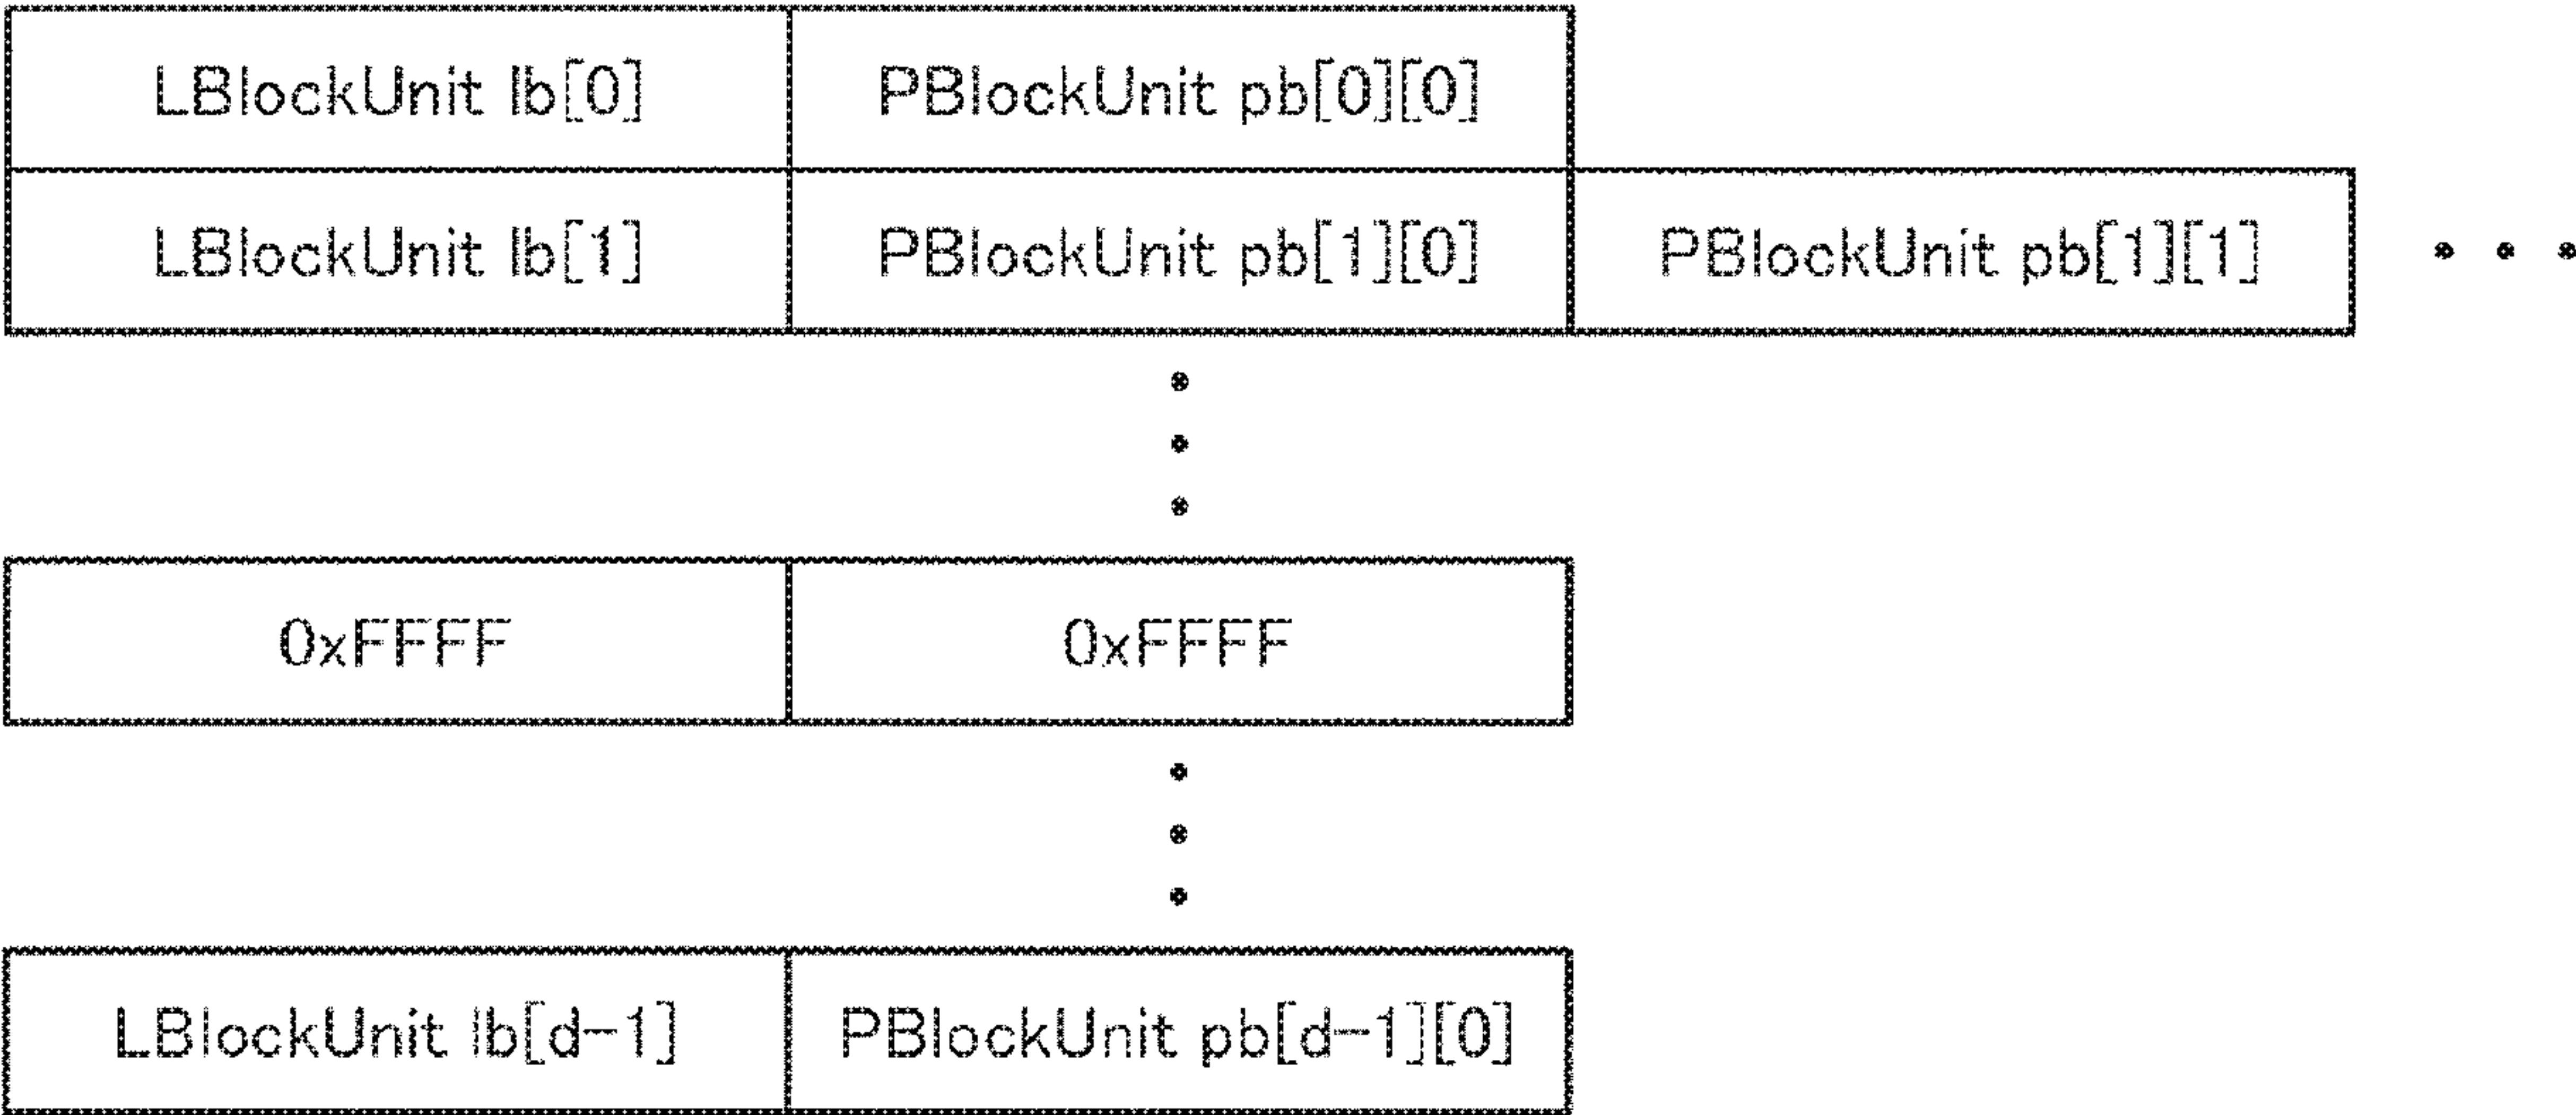 LBlockUnit lb[0] PBlockUnit pb[0][0]
LBlockUnit lb[1] PBlockUnit pb[1][0] PBlockUnit pb[1][1] • • •
0xFFFF 0xFFFF
LBlockUnit lb[d-1] PBlockUnit pb[d-1][0]